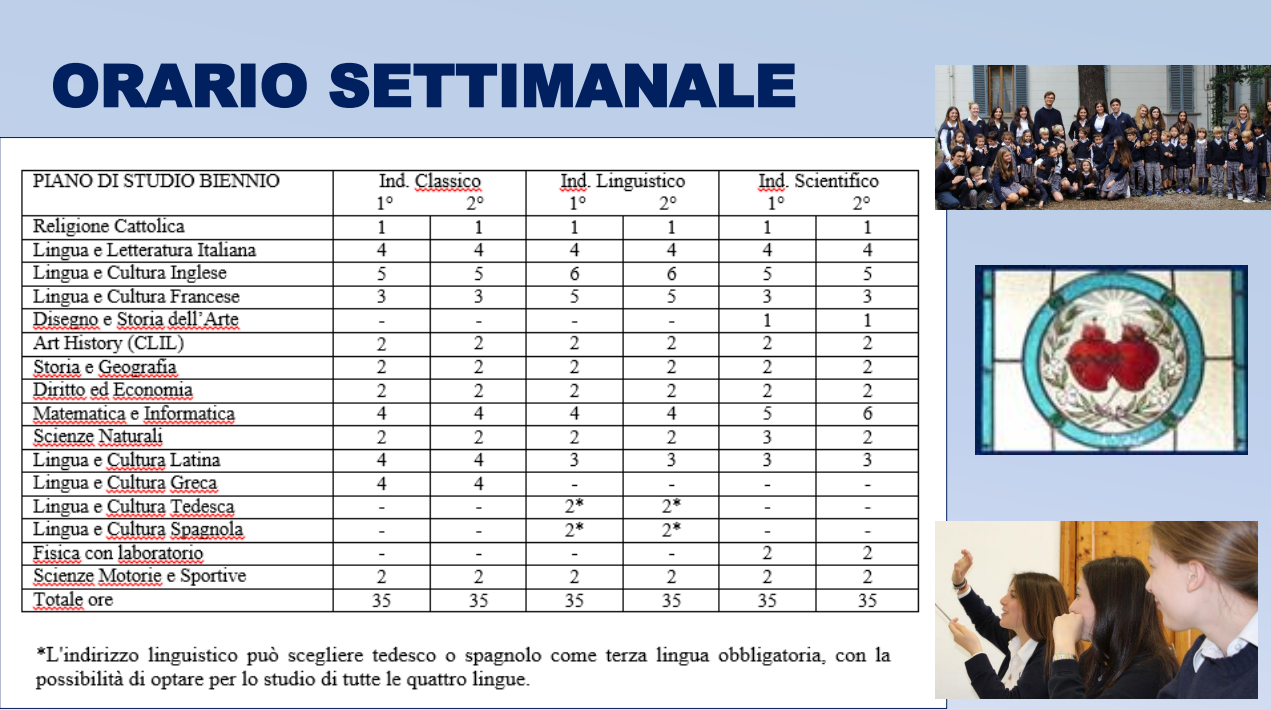 ORARIO SETTIMANALE
PIANO DI STUDIO BIENNIO Ind. Classico Ind. Linguistico Ind. Scientifico
1° 2° 1° 2° 1° 2°
Religione Cattolica 1 1 1 1 1 1
Lingua e Letteratura Italiana 4 4 4 4 4 4
Lingua e Cultura Inglese 5 5 6 6 5 5
Lingua e Cultura Francese 3 3 5 5 3 3
Disegno e Storia dell'Arte - - - - 1 1
Art History (CLIL) 2 2 2 2 2 2
Storia e Geografia 2 2 2 2 2 2
Diritto ed Economia 2 2 2 2 2 2
Matematica e Informatica 4 4 4 4 5 6
Scienze Naturali 2 2 2 2 3 2
Lingua e Cultura Latina 4 4 3 3 3 3
Lingua e Cultura Greca 4 4 - - - -
Lingua e Cultura Tedesca - - 2* 2* - -
Lingua e Cultura Spagnola - - 2* 2* - -
Fisica con laboratorio - - - - 2 2
Scienze Motorie e Sportive 2 2 2 2 2 2
Totale ore 35 35 35 35 35 35
*L'indirizzo linguistico può scegliere tedesco o spagnolo come terza lingua obbligatoria, con la
possibilità di optare per lo studio di tutte le quattro lingue.